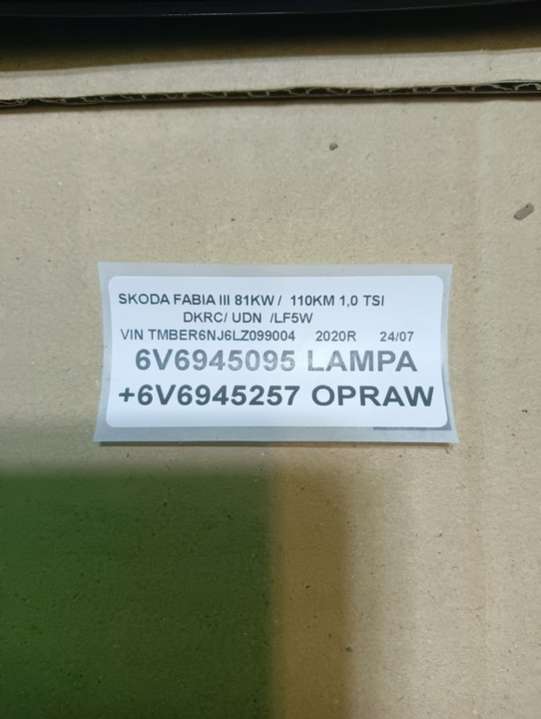 SKODA FABIA III 81KW / 110KM 1,0 TSI
DKRC/ UDN /LF5W
VIN TMBER6NJ6LZ099004 2020R 24/07
6V6945095 LAMPA
+6V6945257 OPRAW